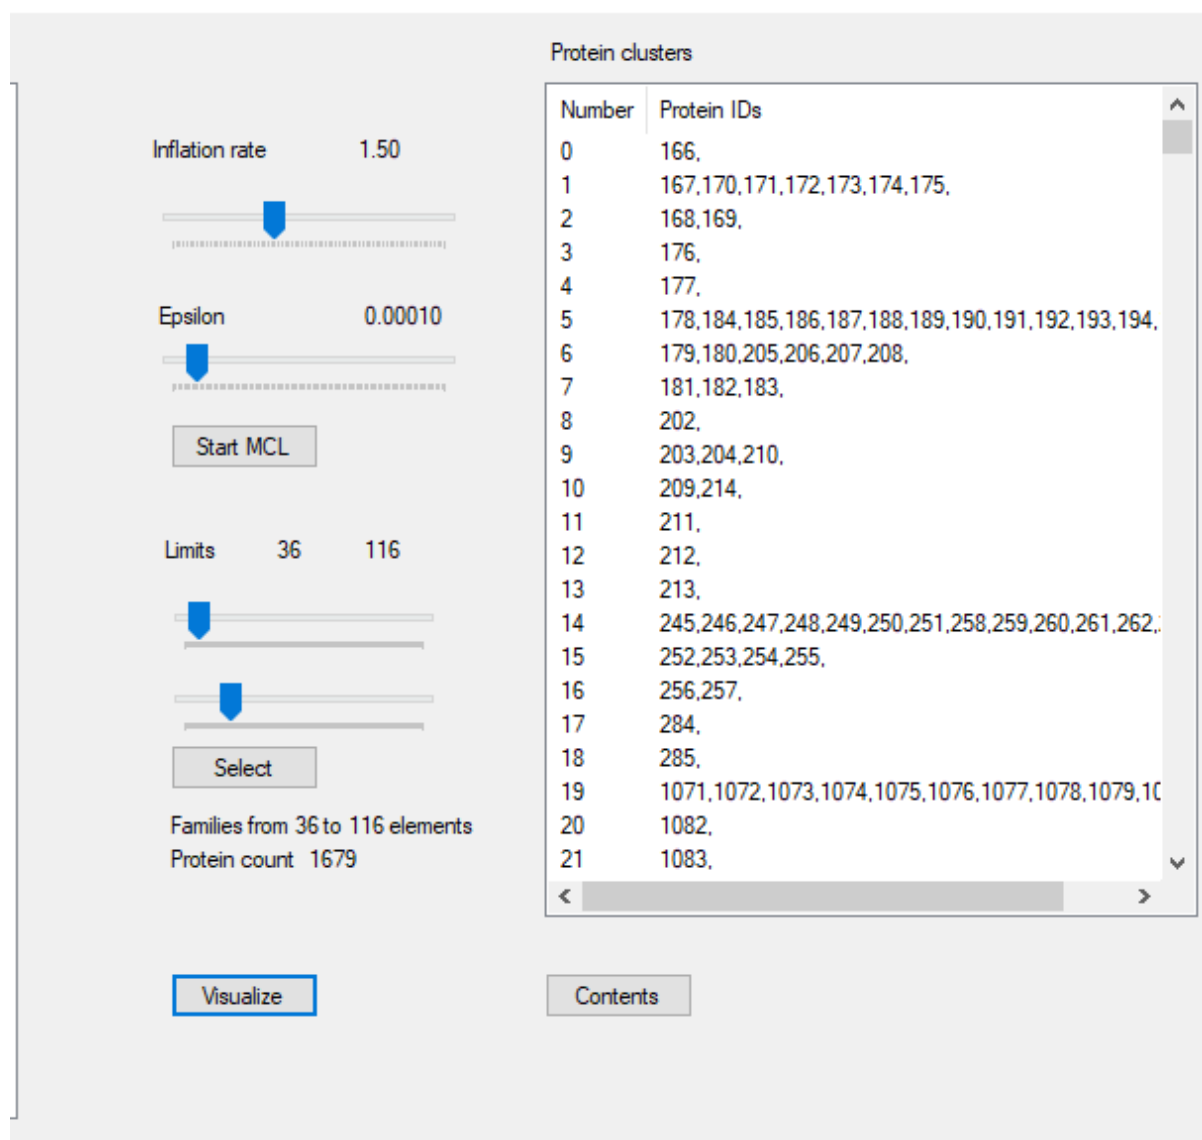 Protein clusters
Number Protein IDs
Inflation rate 1.50
0 166,
1 167,170,171,172,173,174,175,
2 168,169,
3 176,
4 177,
Epsilon 0.00010
5 178,184,185,186,187,188,189,190,191,192,193,194,
6 179,180,205,206,207,208,
7 181,182,183,
8 202,
Start MCL
9 203,204,210,
10 209,214,
11 211,
Limits 36 116
12 212,
13 213,
14 245,246,247,248,249,250,251,258,259,260,261,262,
15 252,253,254,255,
16 256,257,
17 284,
18 285,
Select
19 1071,1072,1073,1074,1075,1076,1077,1078,1079,10
Families from 36 to 116 elements
20 1082,
Protein count 1679
21 1083,
Visualize
Contents